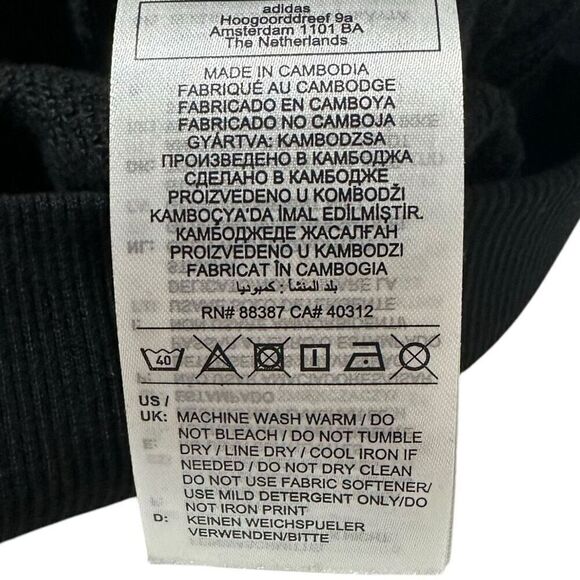 adidas
Hoogoorddreef 9a
Amsterdam 1101 BA
The Netherlands
MADE IN CAMBODIA
FABRIQUÉ AU CAMBODGE
FABRICADO EN CAMBOYA
FABRICADO NO CAMBOJA
GYÁRTVA: KAMBODZSA
ПРОИЗВЕДЕНО В КАМБОДЖА
СДЕЛАНО В КАМБОДЖЕ
PROIZVEDENO U KOMBODŽI
KAMBOÇYA'DA İMAL EDİLMİŞTİR.
КАМБОДЖЕДЕ ЖАСАЛҒАН
PROIZVEDENO U KAMBODZI
FABRICAT ÎN CAMBOGIA
بلد المنشأ : كمبوديا
RN# 88387 CA# 40312
40
US /
UK: MACHINE WASH WARM / DO
NOT BLEACH / DO NOT TUMBLE
DRY / LINE DRY / COOL IRON IF
NEEDED / DO NOT DRY CLEAN
DO NOT USE FABRIC SOFTENER/
USE MILD DETERGENT ONLY/DO
NOT IRON PRINT
D: KEINEN WEICHSPUELER
VERWENDEN/BITTE